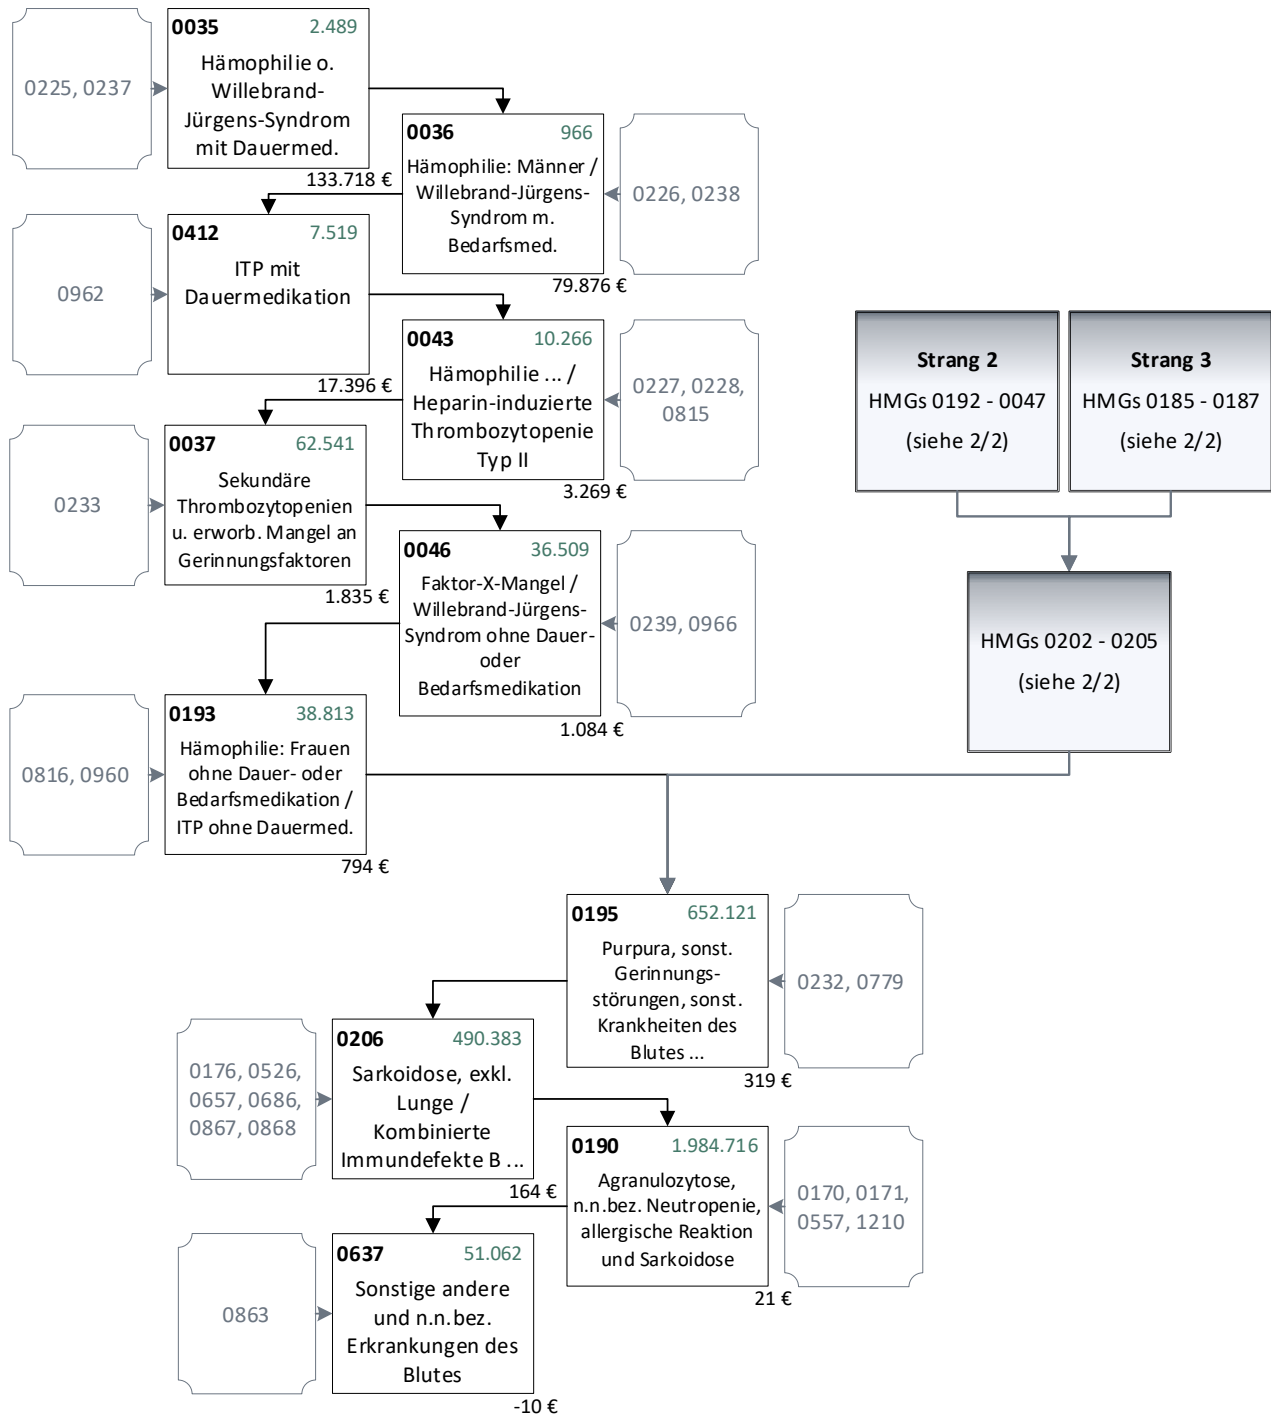 0225, 0237
0035 2.489
Hämophilie o.
Willebrand-
Jürgens-Syndrom
mit Dauermed.
133.718 €
0036 966
Hämophilie: Männer /
Willebrand-Jürgens-
Syndrom m.
Bedarfsmed.
79.876 €
0226, 0238
0962
0412 7.519
ITP mit
Dauermedikation
17.396 €
0043 10.266
Hämophilie ... /
Heparin-induzierte
Thrombozytopenie
Typ II
3.269 €
0227, 0228,
0815
0233
0037 62.541
Sekundäre
Thrombozytopenien
u. erworb. Mangel an
Gerinnungsfaktoren
1.835 €
0046 36.509
Faktor-X-Mangel /
Willebrand-Jürgens-
Syndrom ohne Dauer-
oder
Bedarfsmedikation
1.084 €
0239, 0966
0816, 0960
0193 38.813
Hämophilie: Frauen
ohne Dauer- oder
Bedarfsmedikation /
ITP ohne Dauermed.
794 €
Strang 2
HMGs 0192 - 0047
(siehe 2/2)
Strang 3
HMGs 0185 - 0187
(siehe 2/2)
HMGs 0202 - 0205
(siehe 2/2)
0195 652.121
Purpura, sonst.
Gerinnungs-
störungen, sonst.
Krankheiten des
Blutes ...
319 €
0232, 0779
0176, 0526,
0657, 0686,
0867, 0868
0206 490.383
Sarkoidose, exkl.
Lunge /
Kombinierte
Immundefekte B ...
164 €
0190 1.984.716
Agranulozytose,
n.n.bez. Neutropenie,
allergische Reaktion
und Sarkoidose
21 €
0170, 0171,
0557, 1210
0863
0637 51.062
Sonstige andere
und n.n.bez.
Erkrankungen des
Blutes
-10 €